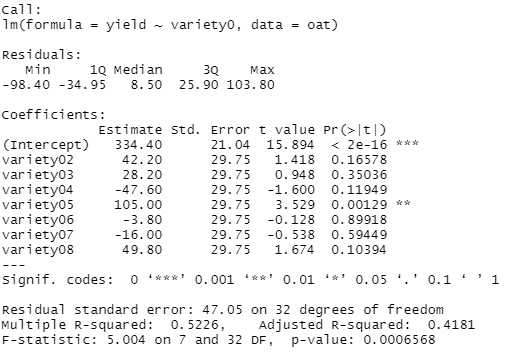 Call:
lm(formula = yield ~ variety0, data = oat)
Residuals:
Min 1Q Median 3Q Max
-98.40 -34.95 8.50 25.90 103.80
Coefficients:
Estimate Std. Error t value Pr(>|t|)
(Intercept) 334.40 21.04 15.894 < 2e-16 ***
variety02 42.20 29.75 1.418 0.16578
variety03 28.20 29.75 0.948 0.35036
variety04 -47.60 29.75 -1.600 0.11949
variety05 105.00 29.75 3.529 0.00129 **
variety06 -3.80 29.75 -0.128 0.89918
variety07 -16.00 29.75 -0.538 0.59449
variety08 49.80 29.75 1.674 0.10394
---
Signif. codes: 0 ‘***’ 0.001 ‘**’ 0.01 ‘*’ 0.05 ‘.’ 0.1 ‘ ’ 1
Residual standard error: 47.05 on 32 degrees of freedom
Multiple R-squared: 0.5226, Adjusted R-squared: 0.4181
F-statistic: 5.004 on 7 and 32 DF, p-value: 0.0006568